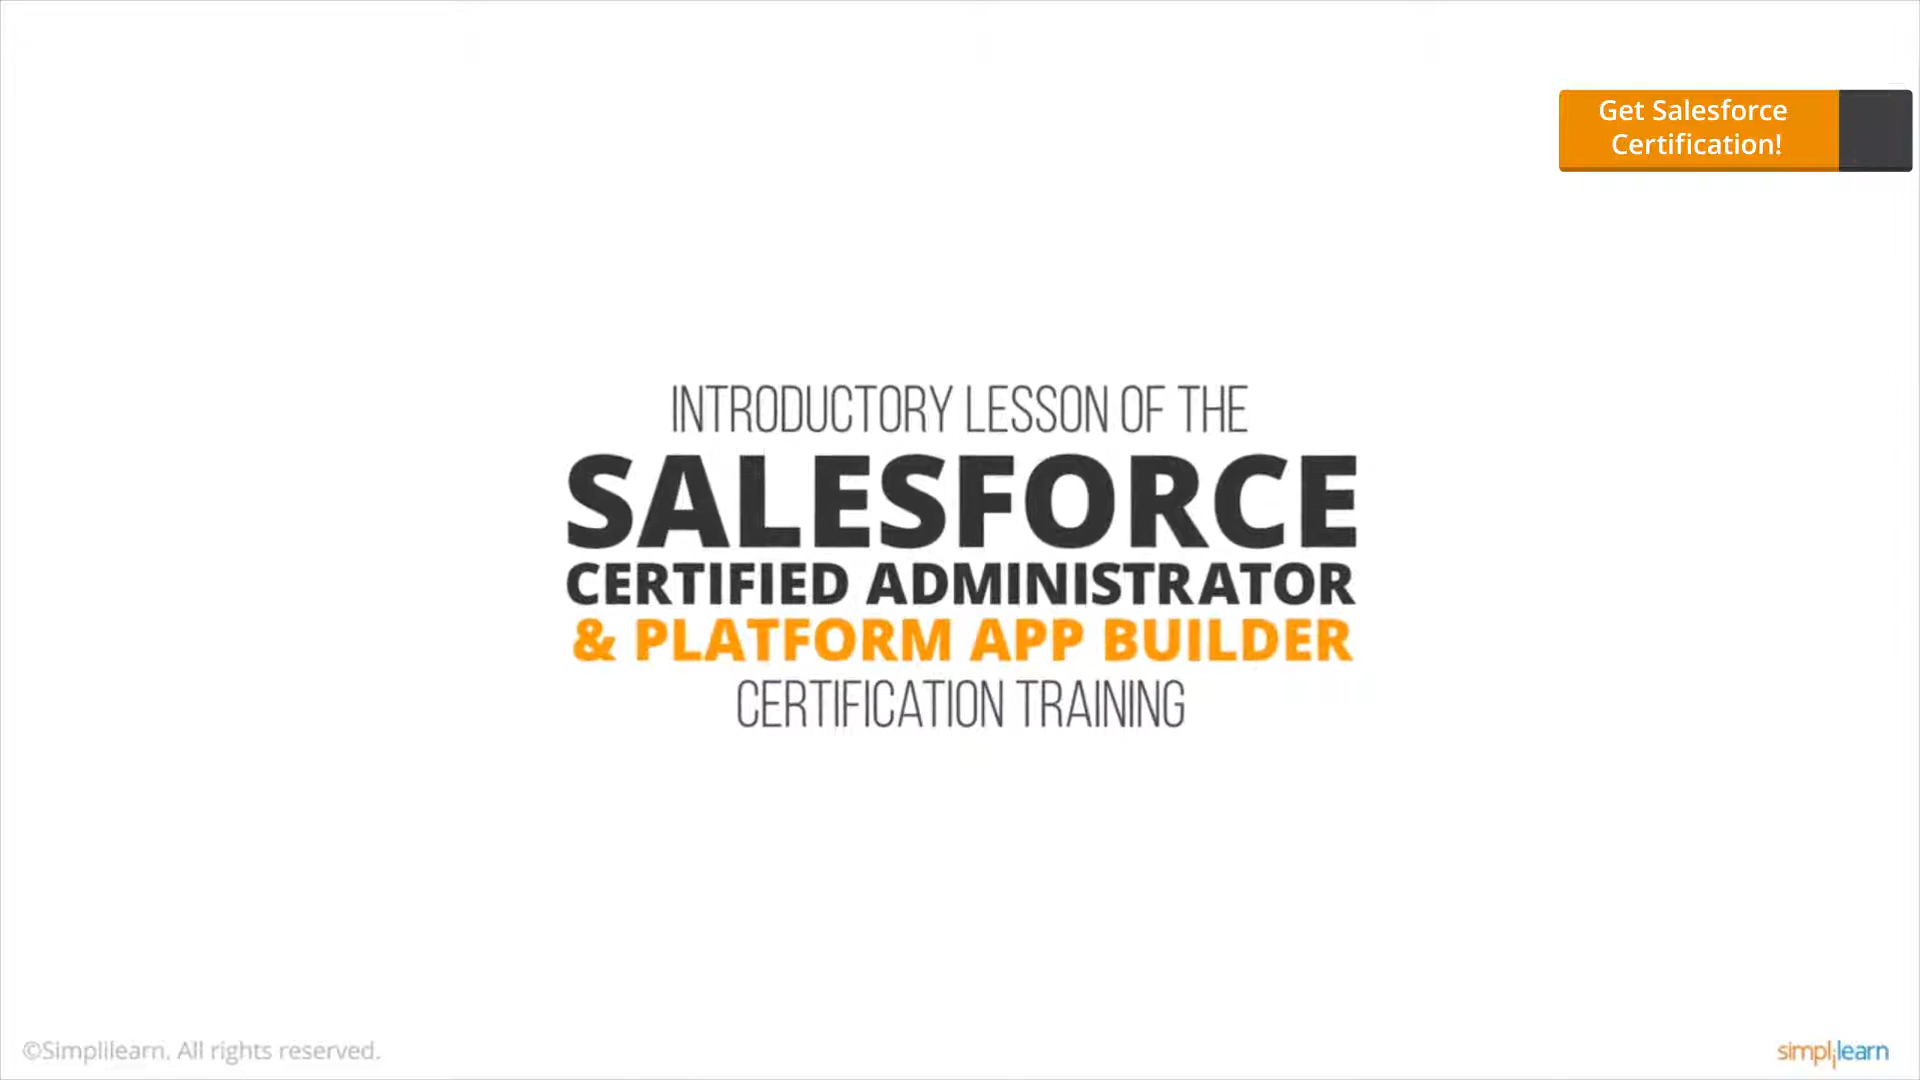 Get Salesforce
Certification!
INTRODUCTORY LESSON OF THE
SALESFORCE
CERTIFIED ADMINISTRATOR
& PLATFORM APP BUILDER
CERTIFICATION TRAINING
©Simplilearn. All rights reserved.
simplilearn